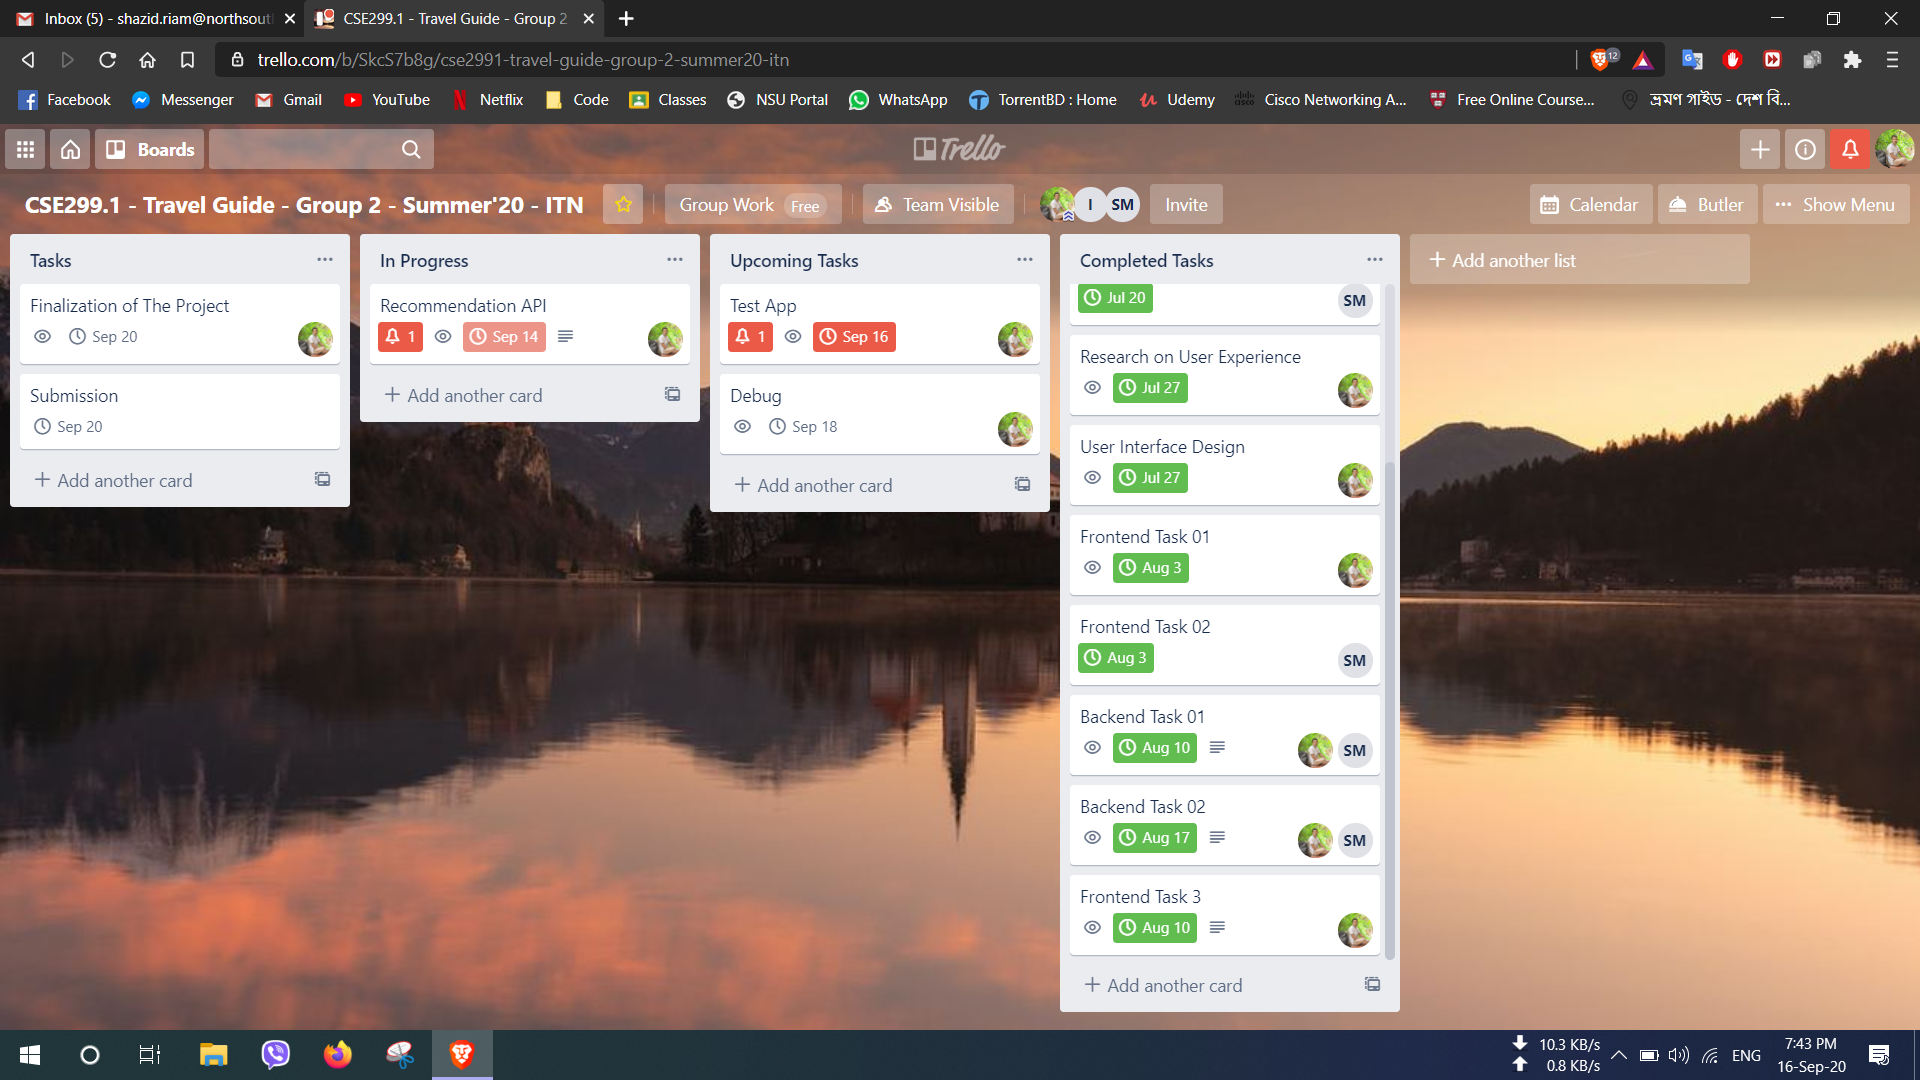 Inbox (5) - shazid.riam@northsout
CSE299.1 - Travel Guide - Group 2
trello.com/b/SkcS7b8g/cse2991-travel-guide-group-2-summer20-itn
12
Facebook Messenger Gmail YouTube Netflix Code Classes NSU Portal WhatsApp TorrentBD : Home Udemy Cisco Networking A... Free Online Course... ভ্রমণ গাইড - দেশ বি...
Boards
Trello
CSE299.1 - Travel Guide - Group 2 - Summer'20 - ITN
Group Work Free
Team Visible
I SM
Invite
Calendar
Butler
Show Menu
Tasks
Finalization of The Project
Sep 20
Submission
Sep 20
Add another card
In Progress
Recommendation API
1 Sep 14
Add another card
Upcoming Tasks
Test App
1 Sep 16
Debug
Sep 18
Add another card
Completed Tasks
Jul 20 SM
Research on User Experience
Jul 27
User Interface Design
Jul 27
Frontend Task 01
Aug 3
Frontend Task 02
Aug 3 SM
Backend Task 01
Aug 10 SM
Backend Task 02
Aug 17 SM
Frontend Task 3
Aug 10
Add another card
Add another list
10.3 KB/s
0.8 KB/s
ENG
7:43 PM
16-Sep-20